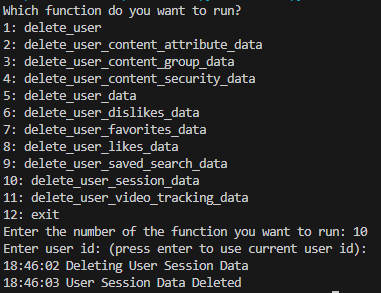 Which function do you want to run?
1: delete_user
2: delete_user_content_attribute_data
3: delete_user_content_group_data
4: delete_user_content_security_data
5: delete_user_data
6: delete_user_dislikes_data
7: delete_user_favorites_data
8: delete_user_likes_data
9: delete_user_saved_search_data
10: delete_user_session_data
11: delete_user_video_tracking_data
12: exit
Enter the number of the function you want to run: 10
Enter user id: (press enter to use current user id):
18:46:02 Deleting User Session Data
18:46:03 User Session Data Deleted